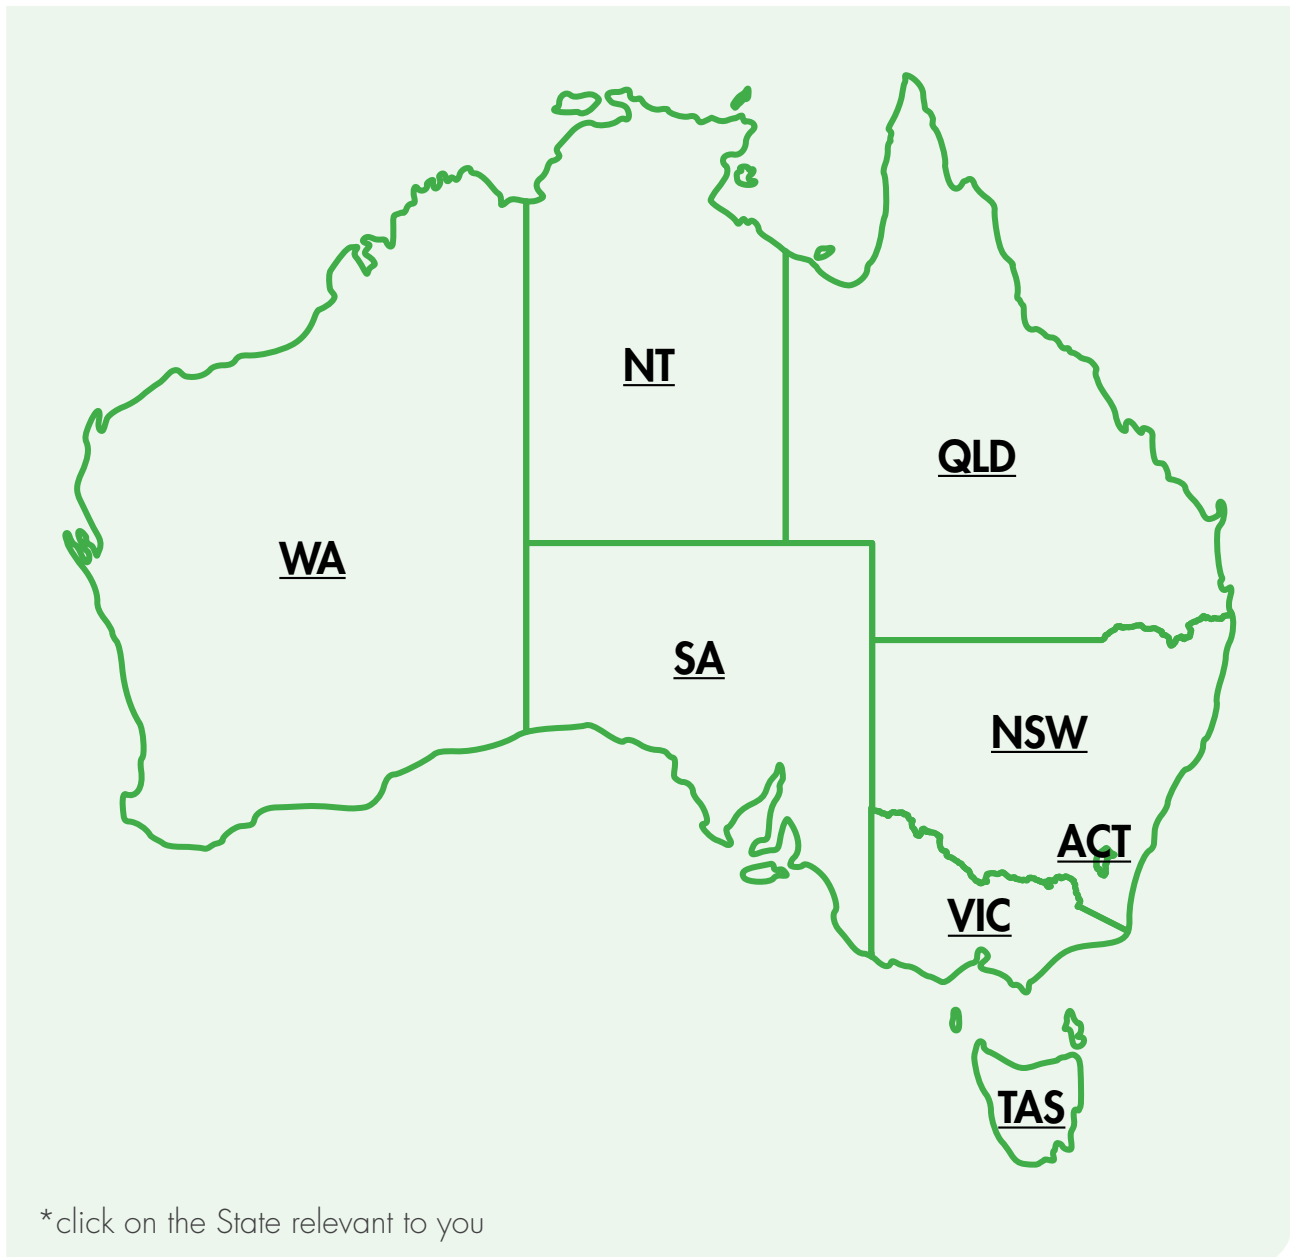 NT
QLD
WA
SA
NSW
ACT
VIC
TAS
*click on the State relevant to you